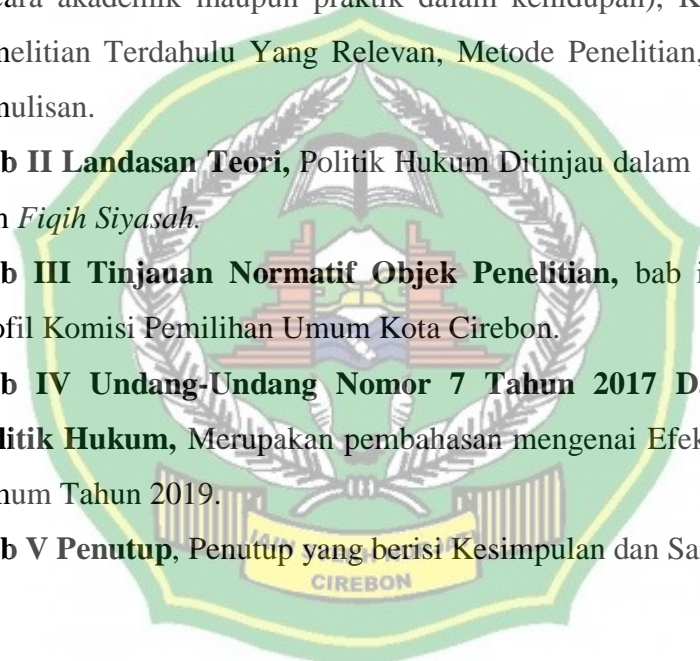 cara akademik maupun praktik dalam kehidupan), K
nelitian Terdahulu Yang Relevan, Metode Penelitian,
nulisan.
b II Landasan Teori, Politik Hukum Ditinjau dalam
n Fiqih Siyasah.
b III Tinjauan Normatif Objek Penelitian, bab i
ofil Komisi Pemilihan Umum Kota Cirebon.
b IV Undang-Undang Nomor 7 Tahun 2017 D
litik Hukum, Merupakan pembahasan mengenai Efek
num Tahun 2019.
b V Penutup, Penutup yang berisi Kesimpulan dan Sa
IAIN
CIREBON